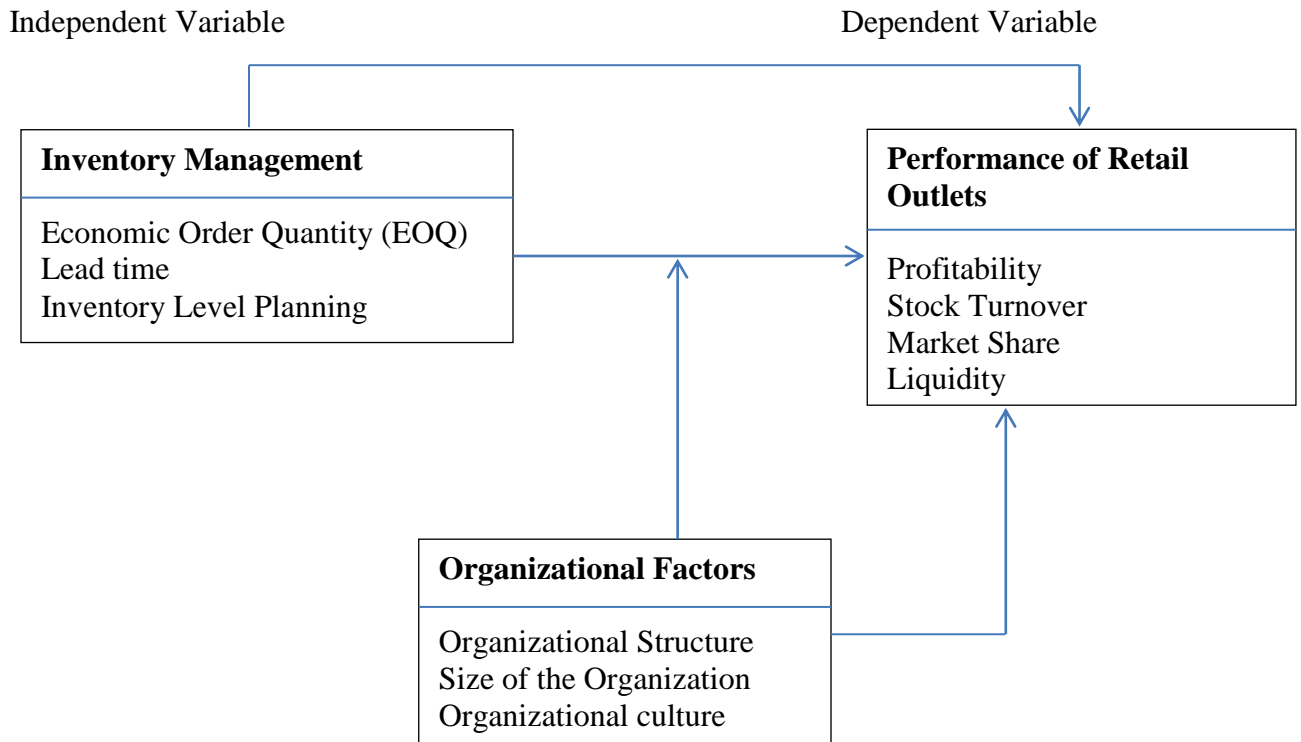 Independent Variable
Dependent Variable
Inventory Management
Economic Order Quantity (EOQ)
Lead time
Inventory Level Planning
Performance of Retail
Outlets
Profitability
Stock Turnover
Market Share
Liquidity
Organizational Factors
Organizational Structure
Size of the Organization
Organizational culture